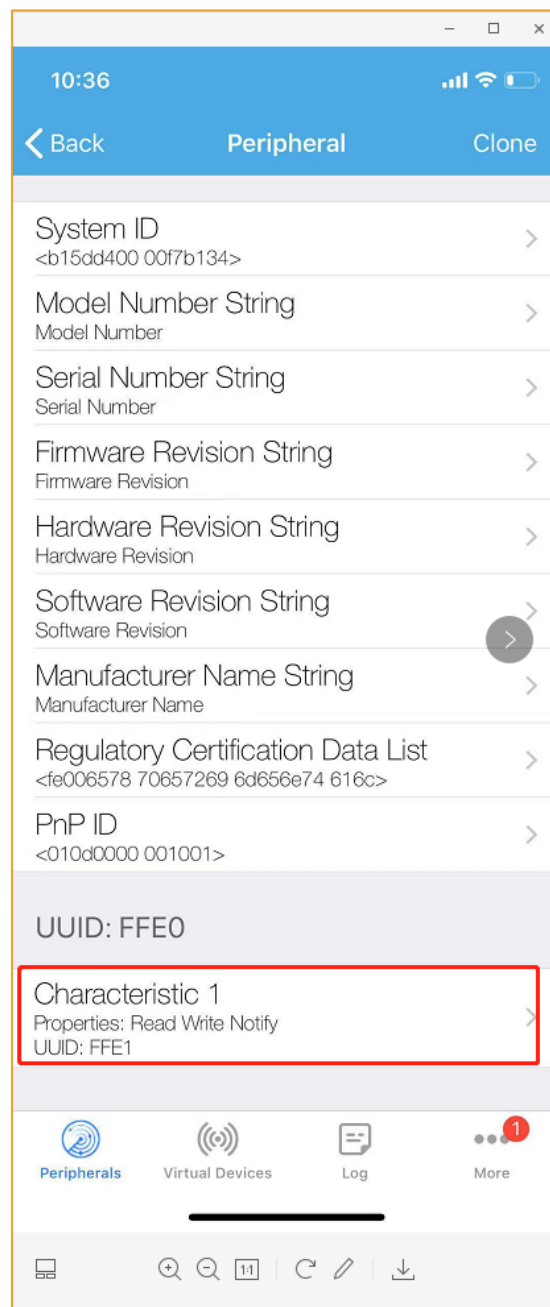 10:36
Back
Peripheral
Clone
System ID
<b15dd400 00f7b134>
Model Number String
Model Number
Serial Number String
Serial Number
Firmware Revision String
Firmware Revision
Hardware Revision String
Hardware Revision
Software Revision String
Software Revision
Manufacturer Name String
Manufacturer Name
Regulatory Certification Data List
<fe006578 70657269 6d656e74 616c>
PnP ID
<010d0000 001001>
UUID: FFE0
Characteristic 1
Properties: Read Write Notify
UUID: FFE1
1
Peripherals
Virtual Devices
Log
More
1:1